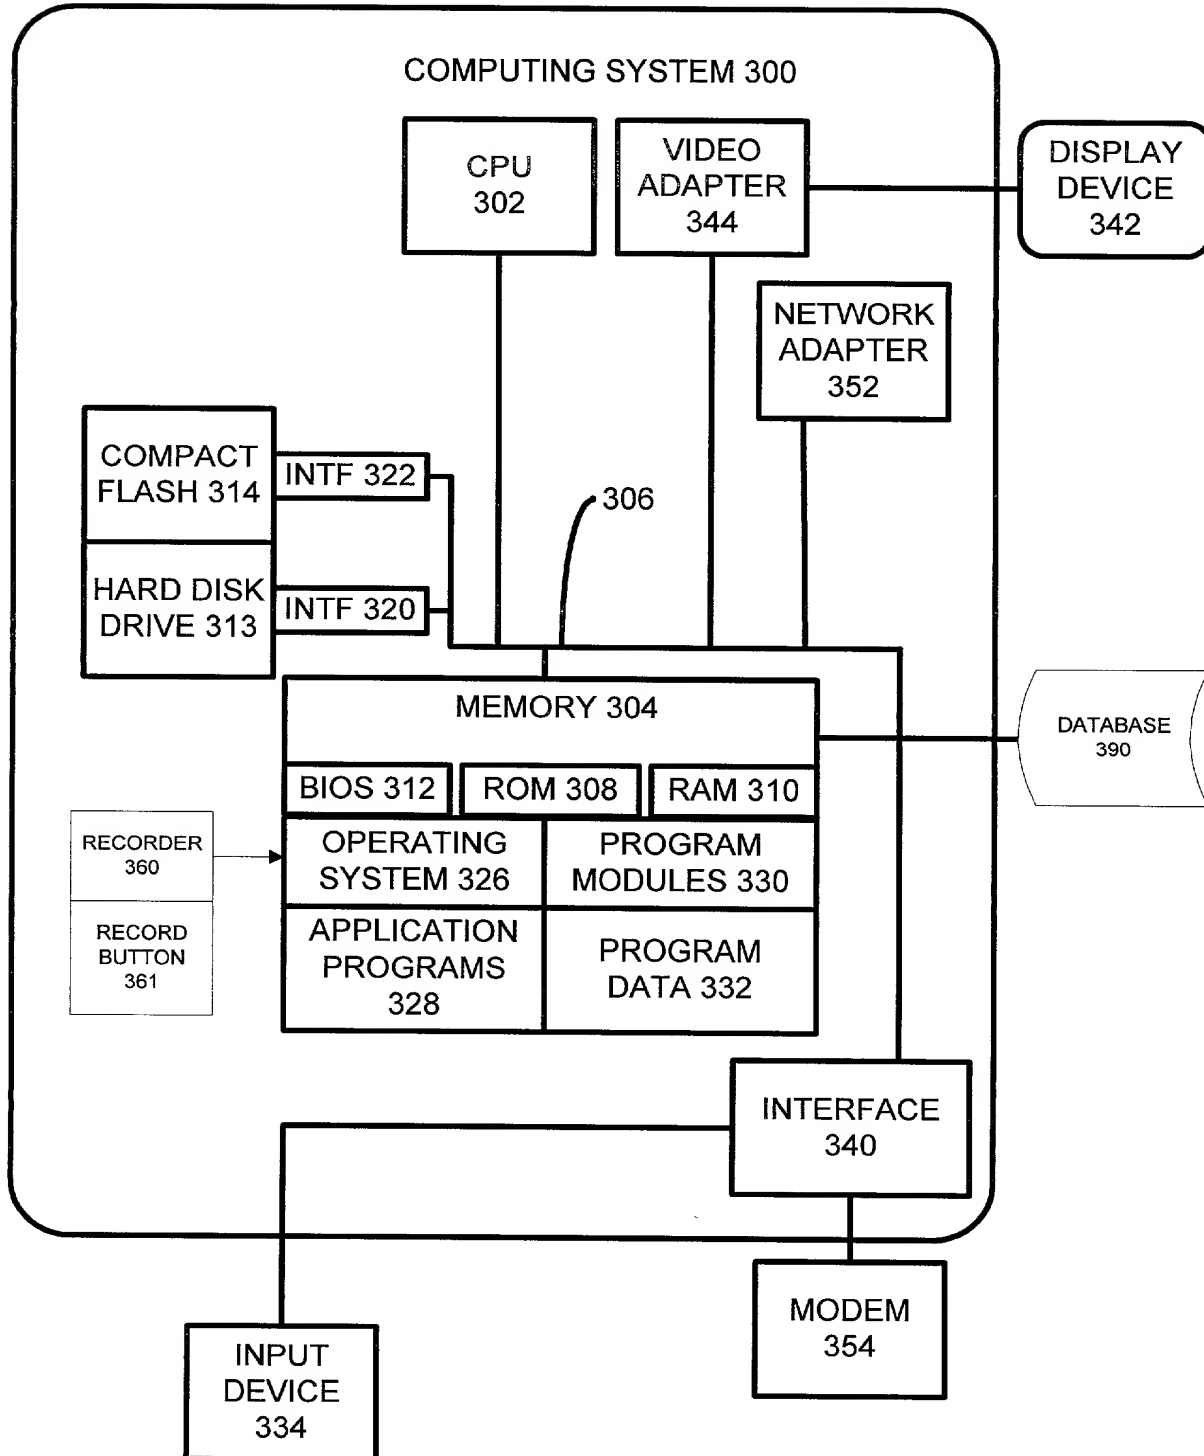 COMPUTING SYSTEM 300
CPU
302
VIDEO
ADAPTER
344
DISPLAY
DEVICE
342
NETWORK
ADAPTER
352
COMPACT
FLASH 314
INTF 322
306
HARD DISK
DRIVE 313
INTF 320
MEMORY 304
DATABASE
390
BIOS 312
ROM 308
RAM 310
RECORDER
360
OPERATING
SYSTEM 326
PROGRAM
MODULES 330
RECORD
BUTTON
361
APPLICATION
PROGRAMS
328
PROGRAM
DATA 332
INTERFACE
340
MODEM
354
INPUT
DEVICE
334